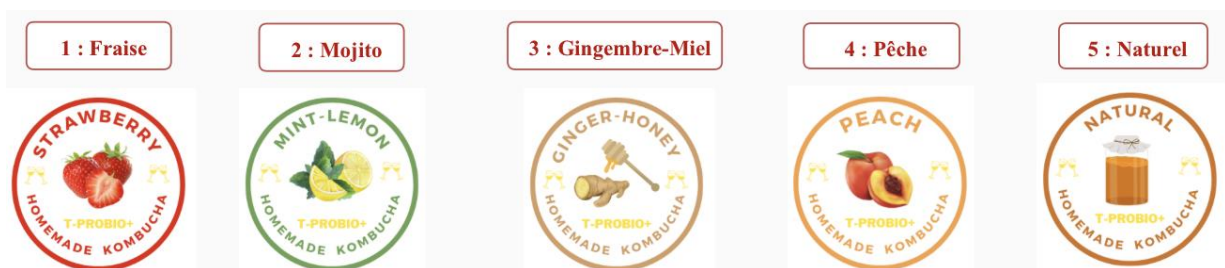 1 : Fraise
2 : Mojito
3 : Gingembre-Miel
4 : Pêche
5 : Naturel
STRAWBERRY
T-PROBIO+
HOMEMADE KOMBUCHA
MINT-LEMON
T-PROBIO+
HOMEMADE KOMBUCHA
GINGER-HONEY
T-PROBIO+
HOMEMADE KOMBUCHA
PEACH
T-PROBIO+
HOMEMADE KOMBUCHA
NATURAL
T-PROBIO+
HOMEMADE KOMBUCHA